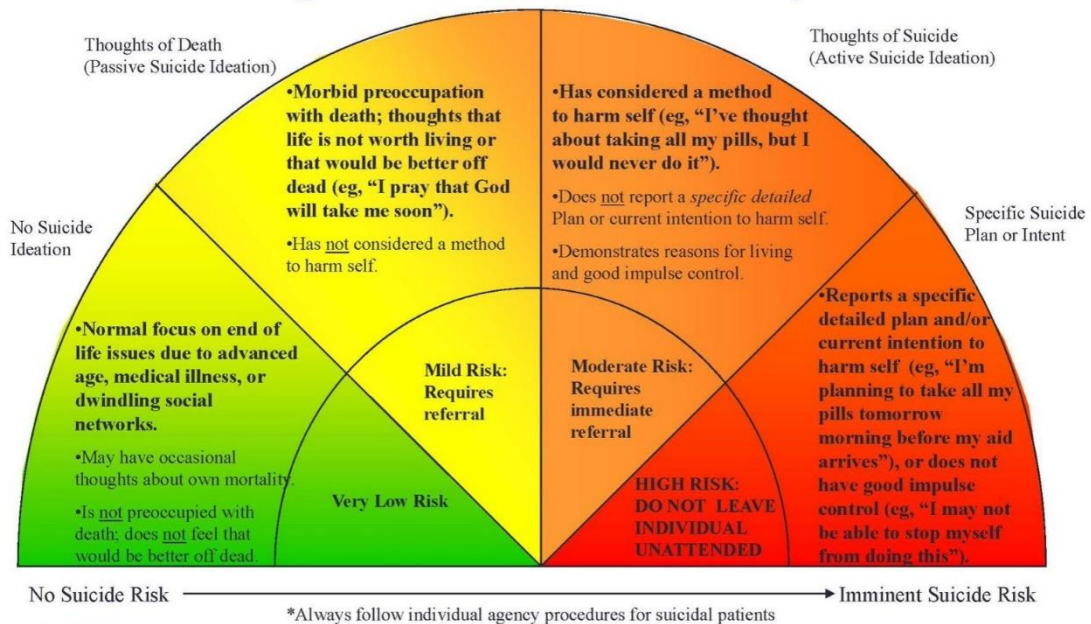 Thoughts of Death
(Passive Suicide Ideation)
Thoughts of Suicide
(Active Suicide Ideation)
•Morbid preoccupation
with death; thoughts that
life is not worth living or
that would be better off
dead (eg, “I pray that God
will take me soon”).
•Has not considered a method
to harm self.
•Has considered a method
to harm self (eg, “I’ve thought
about taking all my pills, but I
would never do it”).
•Does not report a specific detailed
Plan or current intention to harm self.
•Demonstrates reasons for living
and good impulse control.
No Suicide
Ideation
Specific Suicide
Plan or Intent
•Normal focus on end of
life issues due to advanced
age, medical illness, or
dwindling social
networks.
•May have occasional
thoughts about own mortality.
•Is not preoccupied with
death; does not feel that
would be better off dead.
Mild Risk:
Requires
referral
Moderate Risk:
Requires
immediate
referral
•Reports a specific
detailed plan and/or
current intention to
harm self (eg, “I’m
planning to take all my
pills tomorrow
morning before my aid
arrives”), or does not
have good impulse
control (eg, “I may not
be able to stop myself
from doing this”).
Very Low Risk
HIGH RISK:
DO NOT LEAVE
INDIVIDUAL
UNATTENDED
No Suicide Risk
Imminent Suicide Risk
*Always follow individual agency procedures for suicidal patients